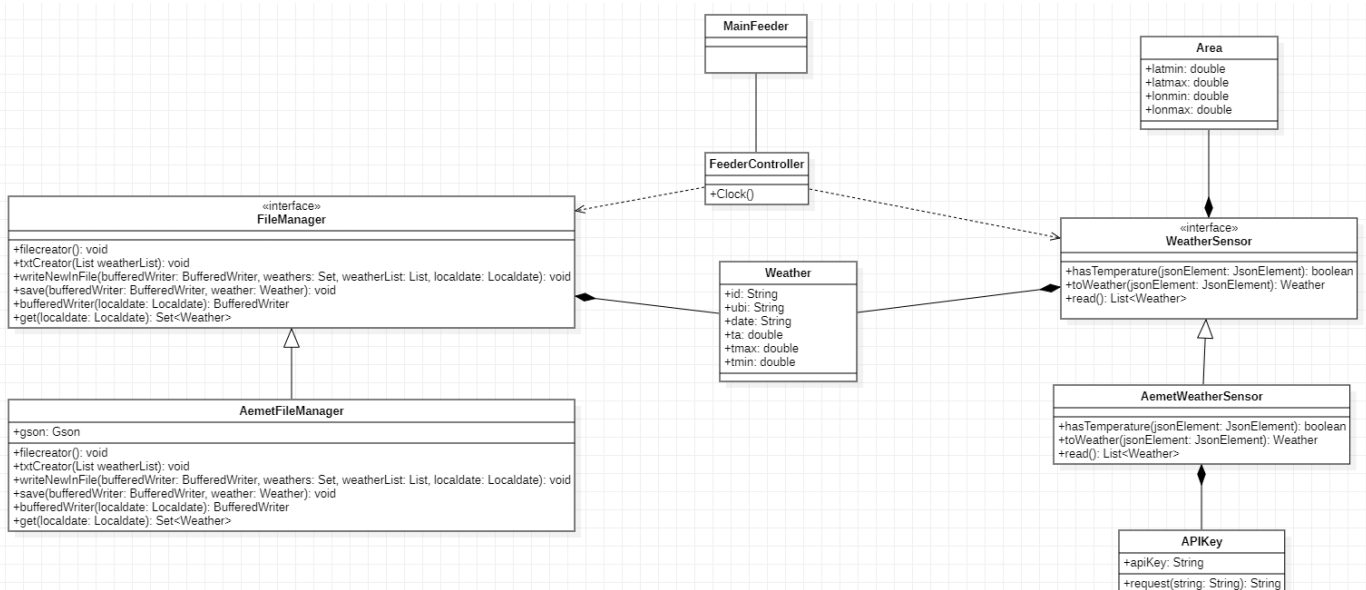 MainFeeder
Area
+latmin: double
+latmax: double
+lonmin: double
+lonmax: double
FeederController
+Clock()
«interface»
FileManager
+filecreator(): void
+txtCreator(List weatherList): void
+writeNewInFile(bufferedWriter: BufferedWriter, weathers: Set, weatherList: List, localdate: Localdate): void
+save(bufferedWriter: BufferedWriter, weather: Weather): void
+bufferedWriter(localdate: Localdate): BufferedWriter
+get(localdate: Localdate): Set<Weather>
«interface»
WeatherSensor
+hasTemperature(jsonElement: JsonElement): boolean
+toWeather(jsonElement: JsonElement): Weather
+read(): List<Weather>
Weather
+id: String
+ubi: String
+date: String
+ta: double
+tmax: double
+tmin: double
AemetFileManager
+gson: Gson
+filecreator(): void
+txtCreator(List weatherList): void
+writeNewInFile(bufferedWriter: BufferedWriter, weathers: Set, weatherList: List, localdate: Localdate): void
+save(bufferedWriter: BufferedWriter, weather: Weather): void
+bufferedWriter(localdate: Localdate): BufferedWriter
+get(localdate: Localdate): Set<Weather>
AemetWeatherSensor
+hasTemperature(jsonElement: JsonElement): boolean
+toWeather(jsonElement: JsonElement): Weather
+read(): List<Weather>
APIKey
+apiKey: String
+request(string: String): String